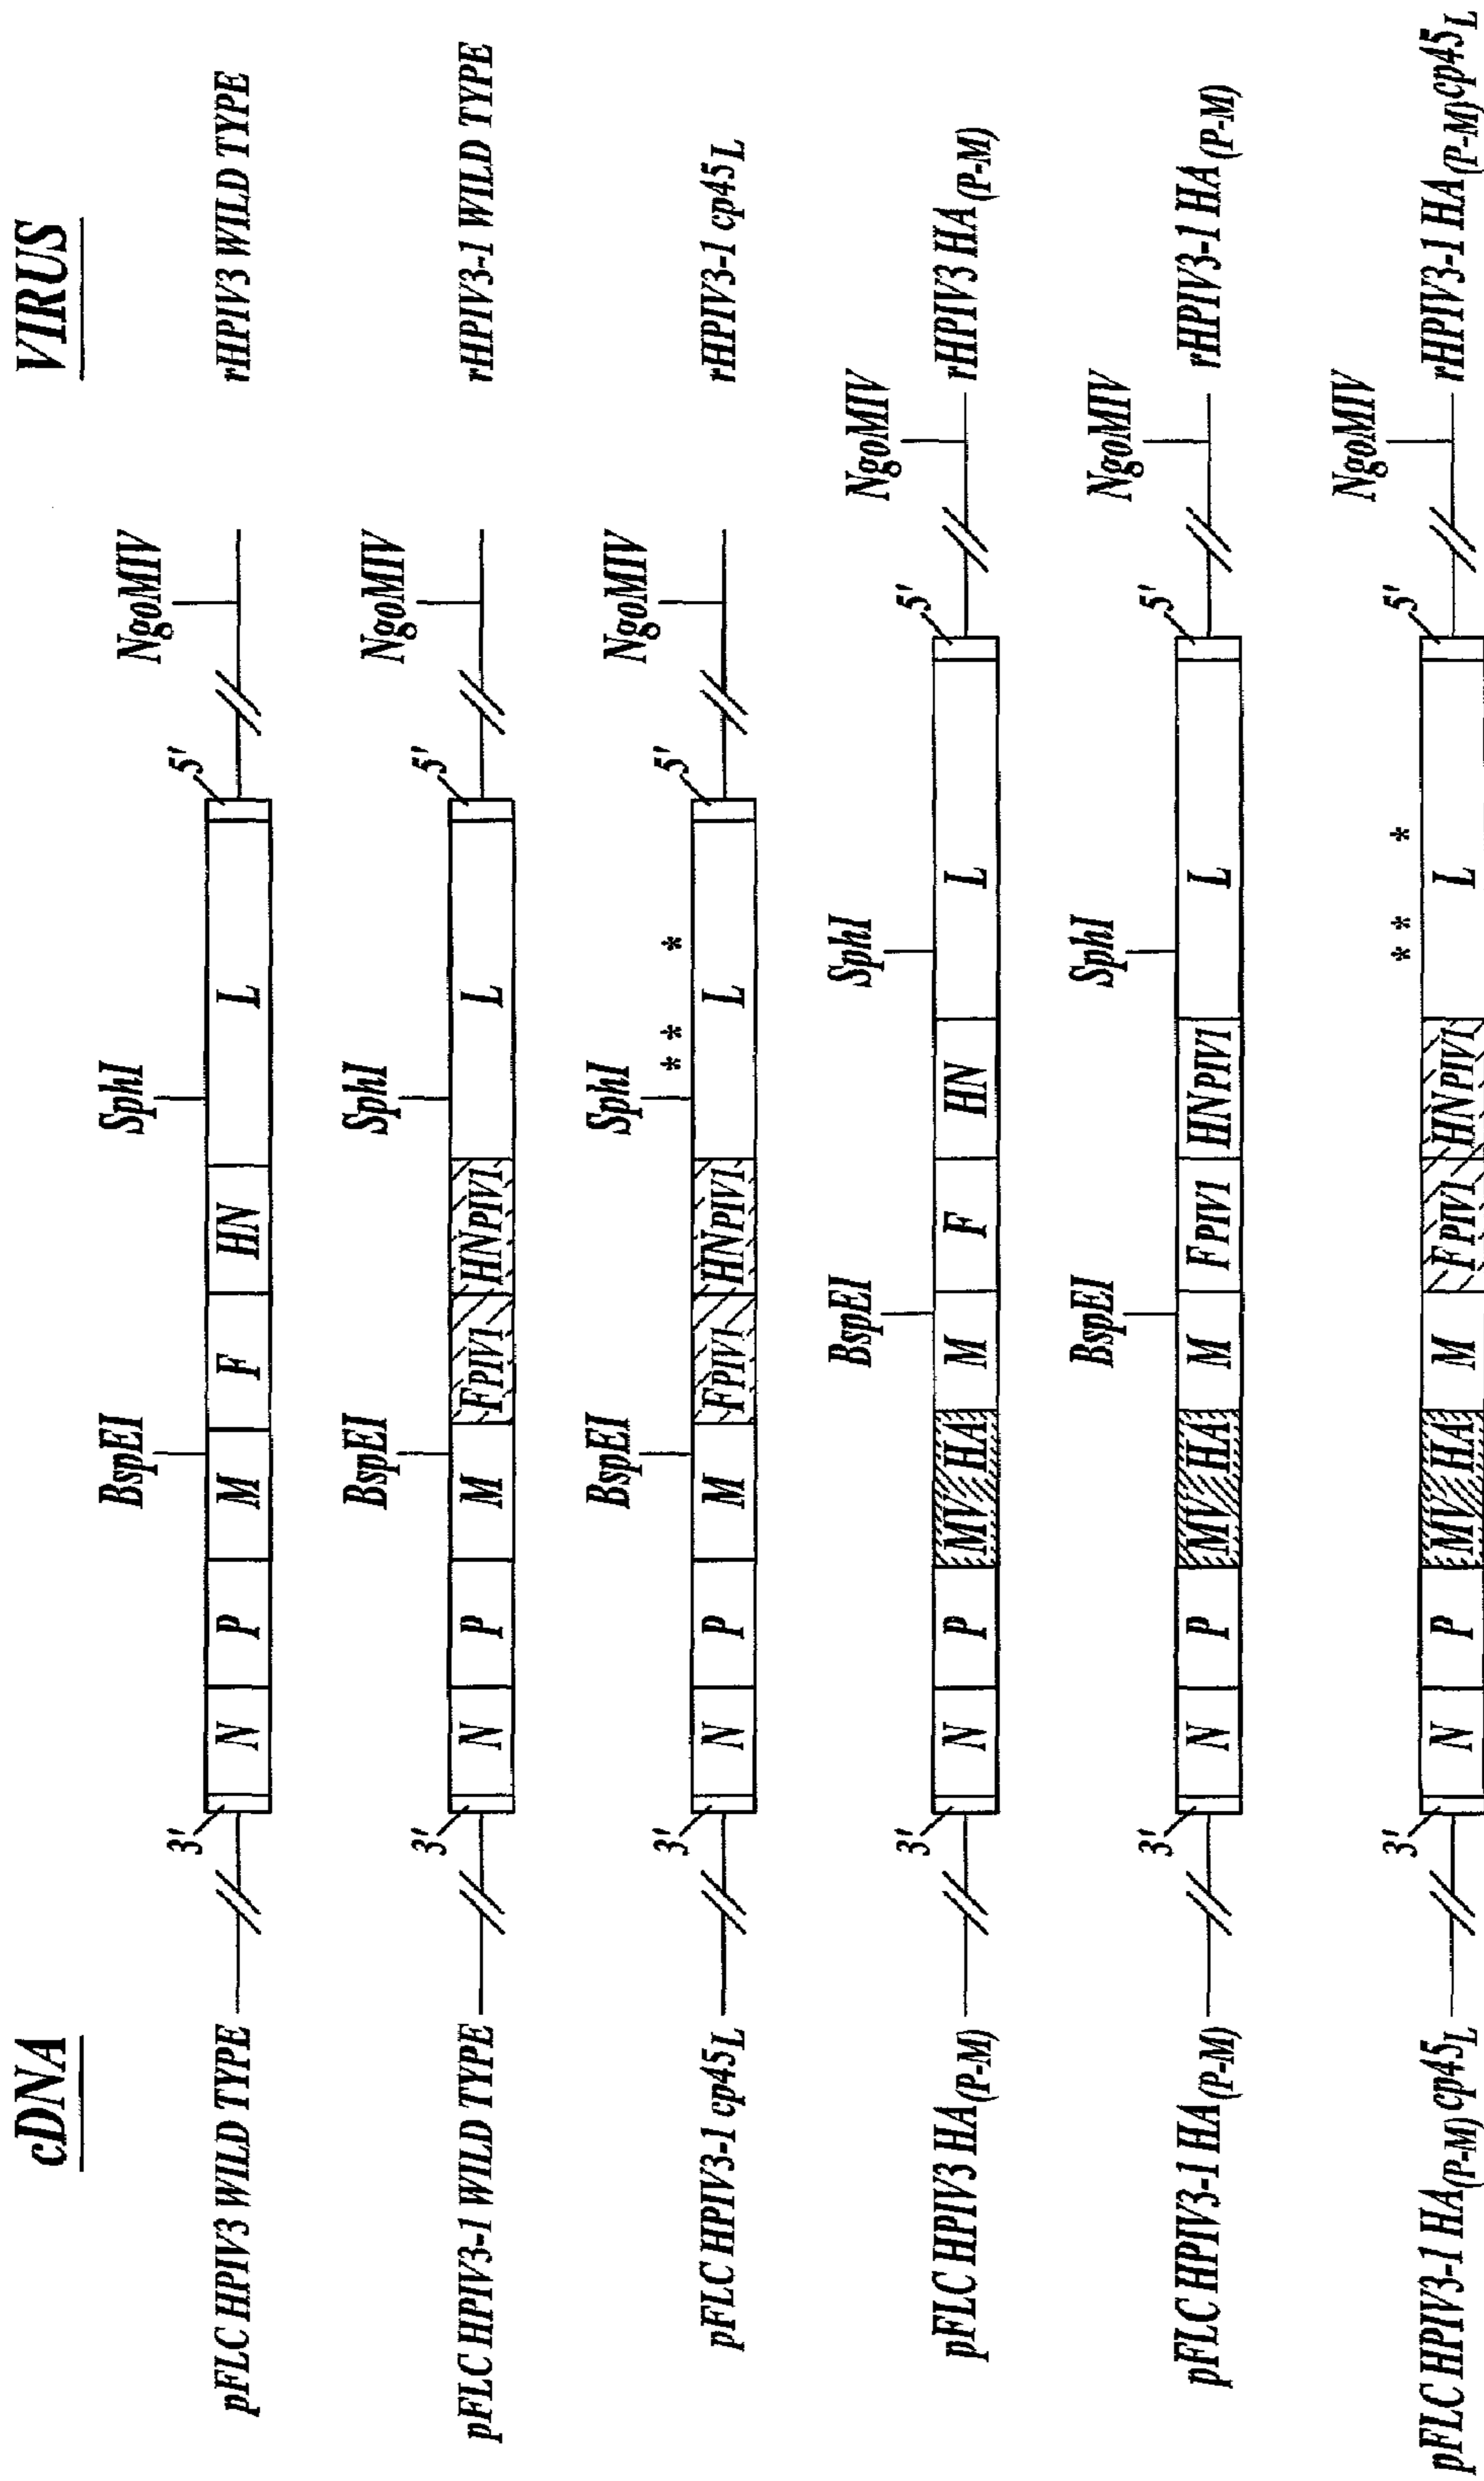 cDNA VIRUS
BspEI SphI NgoMIV
pFLC HPIV3 WILD TYPE 3' N P M F HN L 5' rHPIV3 WILD TYPE
BspEI SphI NgoMIV
pFLC HPIV3-1 WILD TYPE 3' N P M FPIV1 HNPIV1 L 5' rHPIV3-1 WILD TYPE
BspEI SphI * * * NgoMIV
pFLC HPIV3-1 cp45L 3' N P M FPIV1 HNPIV1 L 5' rHPIV3-1 cp45L
BspEI SphI NgoMIV
pFLC HPIV3 HA(P-M) 3' N P MV HA M F HN L 5' rHPIV3 HA(P-M)
BspEI SphI NgoMIV
pFLC HPIV3-1 HA(P-M) 3' N P MV HA M FPIV1 HNPIV1 L 5' rHPIV3-1 HA(P-M)
* * * NgoMIV
pFLC HPIV3-1 HA(P-M) cp45L 3' N P MV HA M FPIV1 HNPIV1 L 5' rHPIV3-1 HA(P-M) cp45L